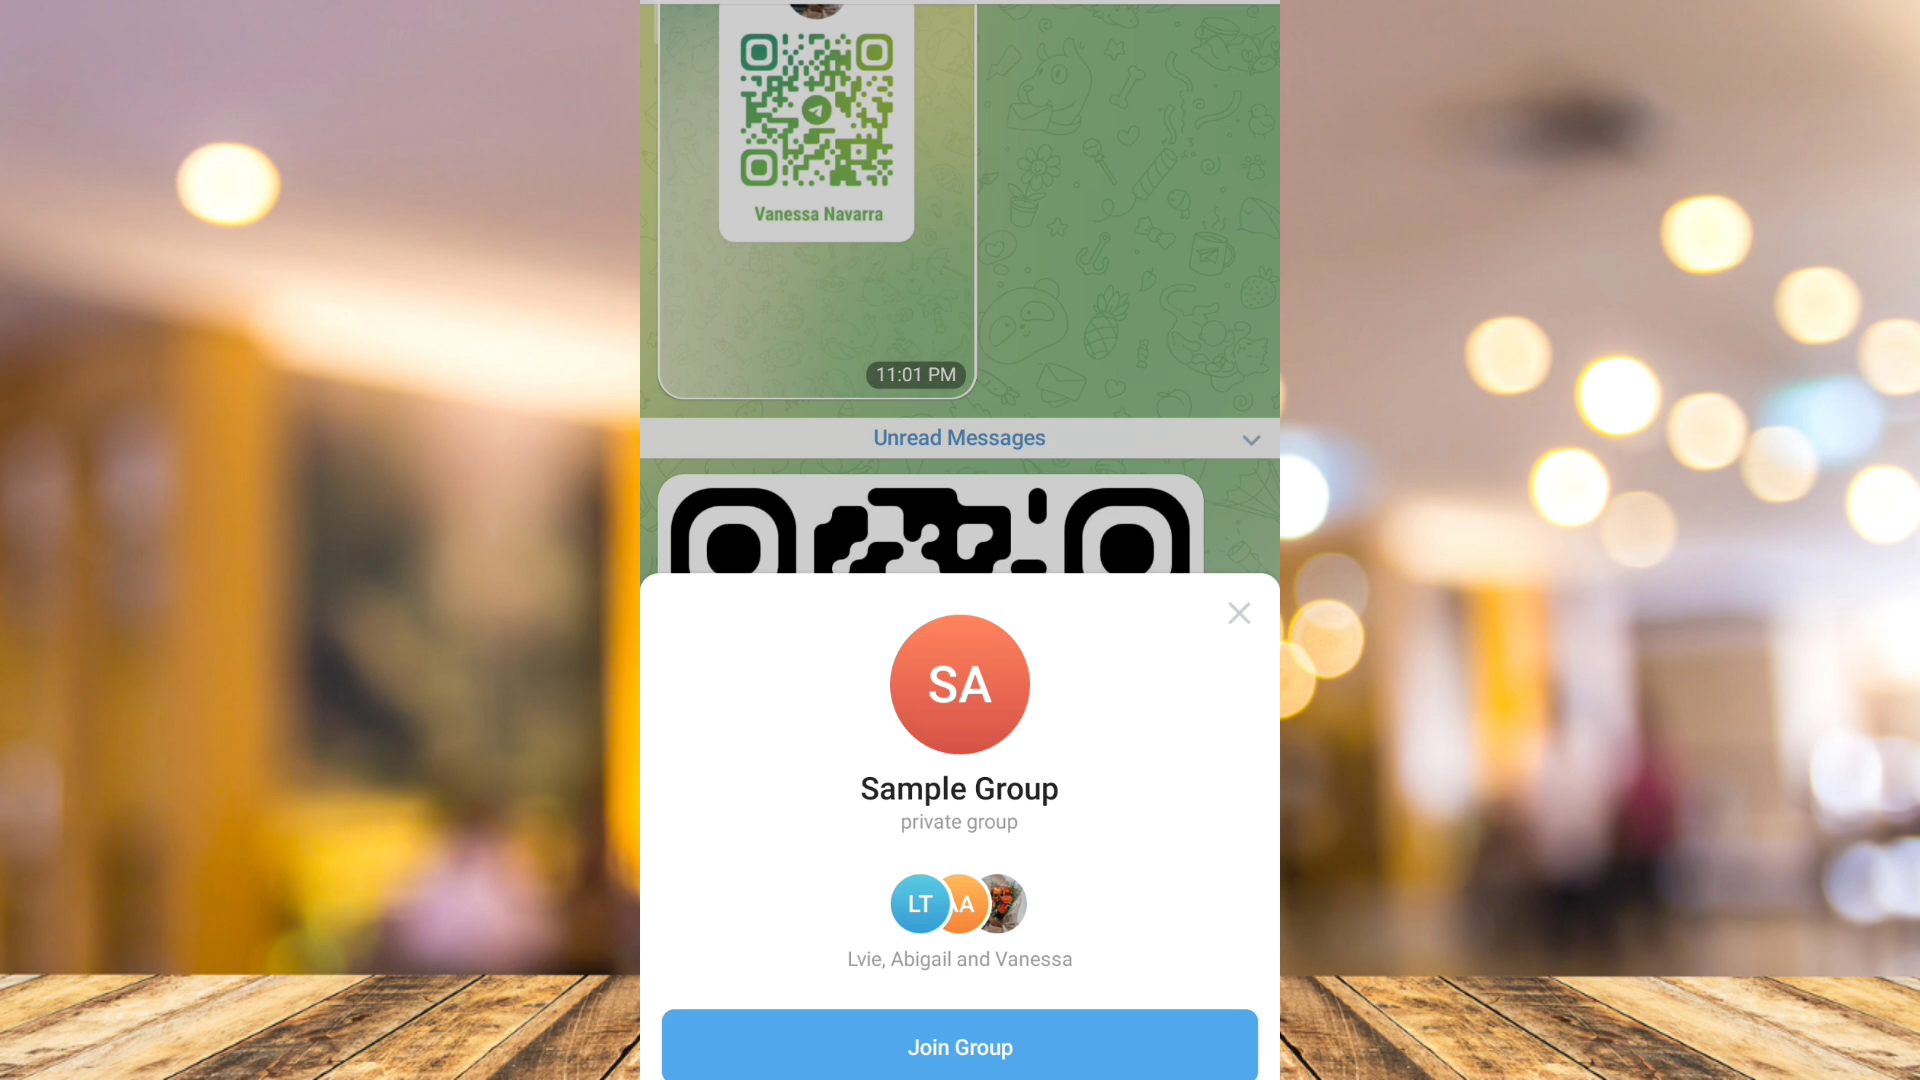 Vanessa Navarra
11:01 PM
Unread Messages
SA
Sample Group
private group
LT
AA
Lvie, Abigail and Vanessa
Join Group